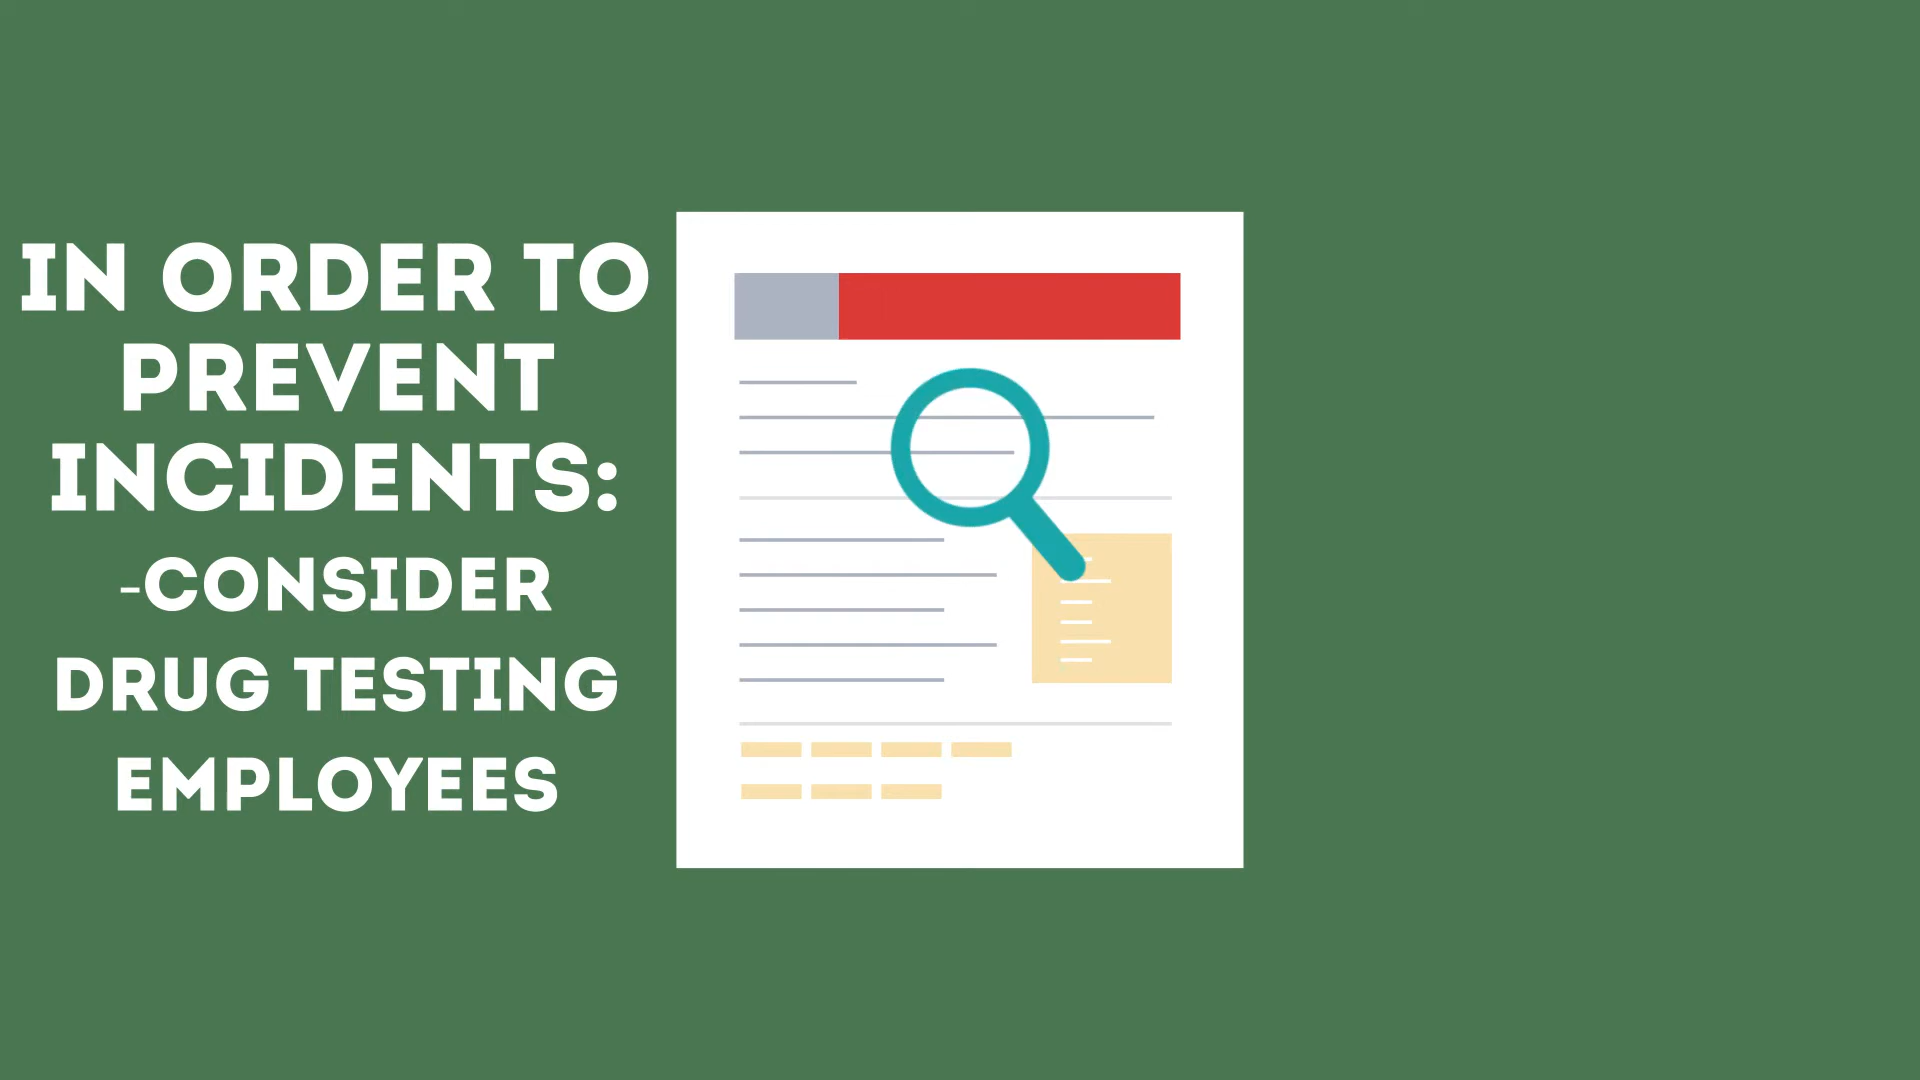 IN ORDER TO
PREVENT
INCIDENTS:
-CONSIDER
DRUG TESTING
EMPLOYEES